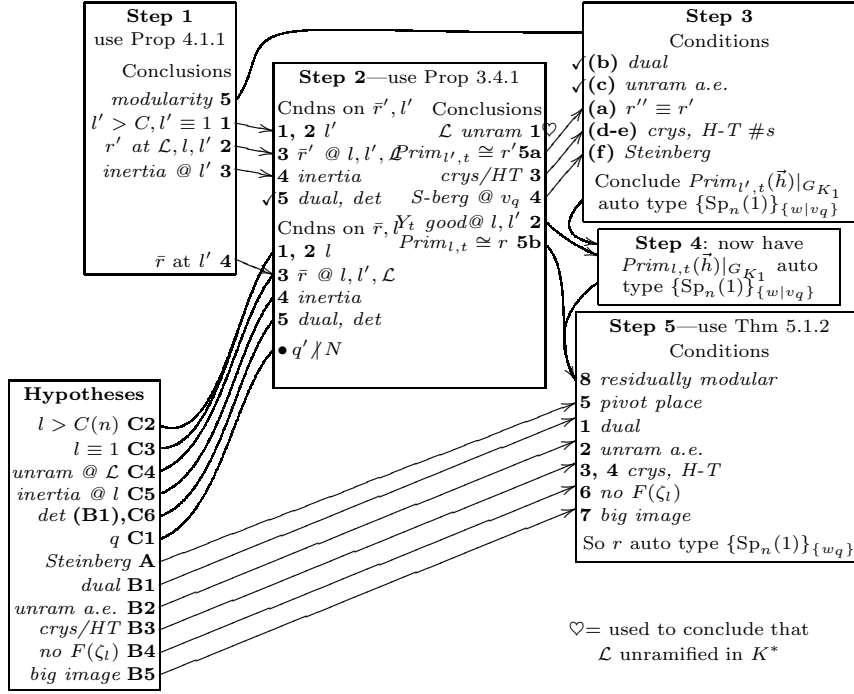 Step 1
use Prop 4.1.1
Conclusions
modularity 5
l′ > C, l′ ≡ 1 1
r′ at ℒ, l, l′ 2
inertia @ l′ 3
r̄ at l′ 4
Step 2—use Prop 3.4.1
Cndns on r̄′, l′
1, 2 l′
3 r̄′ @ l, l′, ℒ
4 inertia
✓5 dual, det
Cndns on r̄, l
1, 2 l
3 r̄ @ l, l′, ℒ
4 inertia
5 dual, det
• q′ ∤ N
Conclusions
ℒ unram 1♡
Prim_{l′,t} ≅ r′ 5a
crys/HT 3
S-berg @ v_q 4
Y_t good@ l, l′ 2
Prim_{l,t} ≅ r 5b
Step 3
Conditions
✓(b) dual
✓(c) unram a.e.
(a) r″ ≡ r′
(d-e) crys, H-T #s
(f) Steinberg
Conclude Prim_{l′,t}(h⃗)|_{G_{K_1}}
auto type {Sp_n(1)}_{{w|v_q}}
Step 4: now have
Prim_{l,t}(h⃗)|_{G_{K_1}} auto
type {Sp_n(1)}_{{w|v_q}}
Step 5—use Thm 5.1.2
Conditions
8 residually modular
5 pivot place
1 dual
2 unram a.e.
3, 4 crys, H-T
6 no F(ζ_l)
7 big image
So r auto type {Sp_n(1)}_{{w_q}}
Hypotheses
l > C(n) C2
l ≡ 1 C3
unram @ ℒ C4
inertia @ l C5
det (B1),C6
q C1
Steinberg A
dual B1
unram a.e. B2
crys/HT B3
no F(ζ_l) B4
big image B5
♡= used to conclude that
ℒ unramified in K*